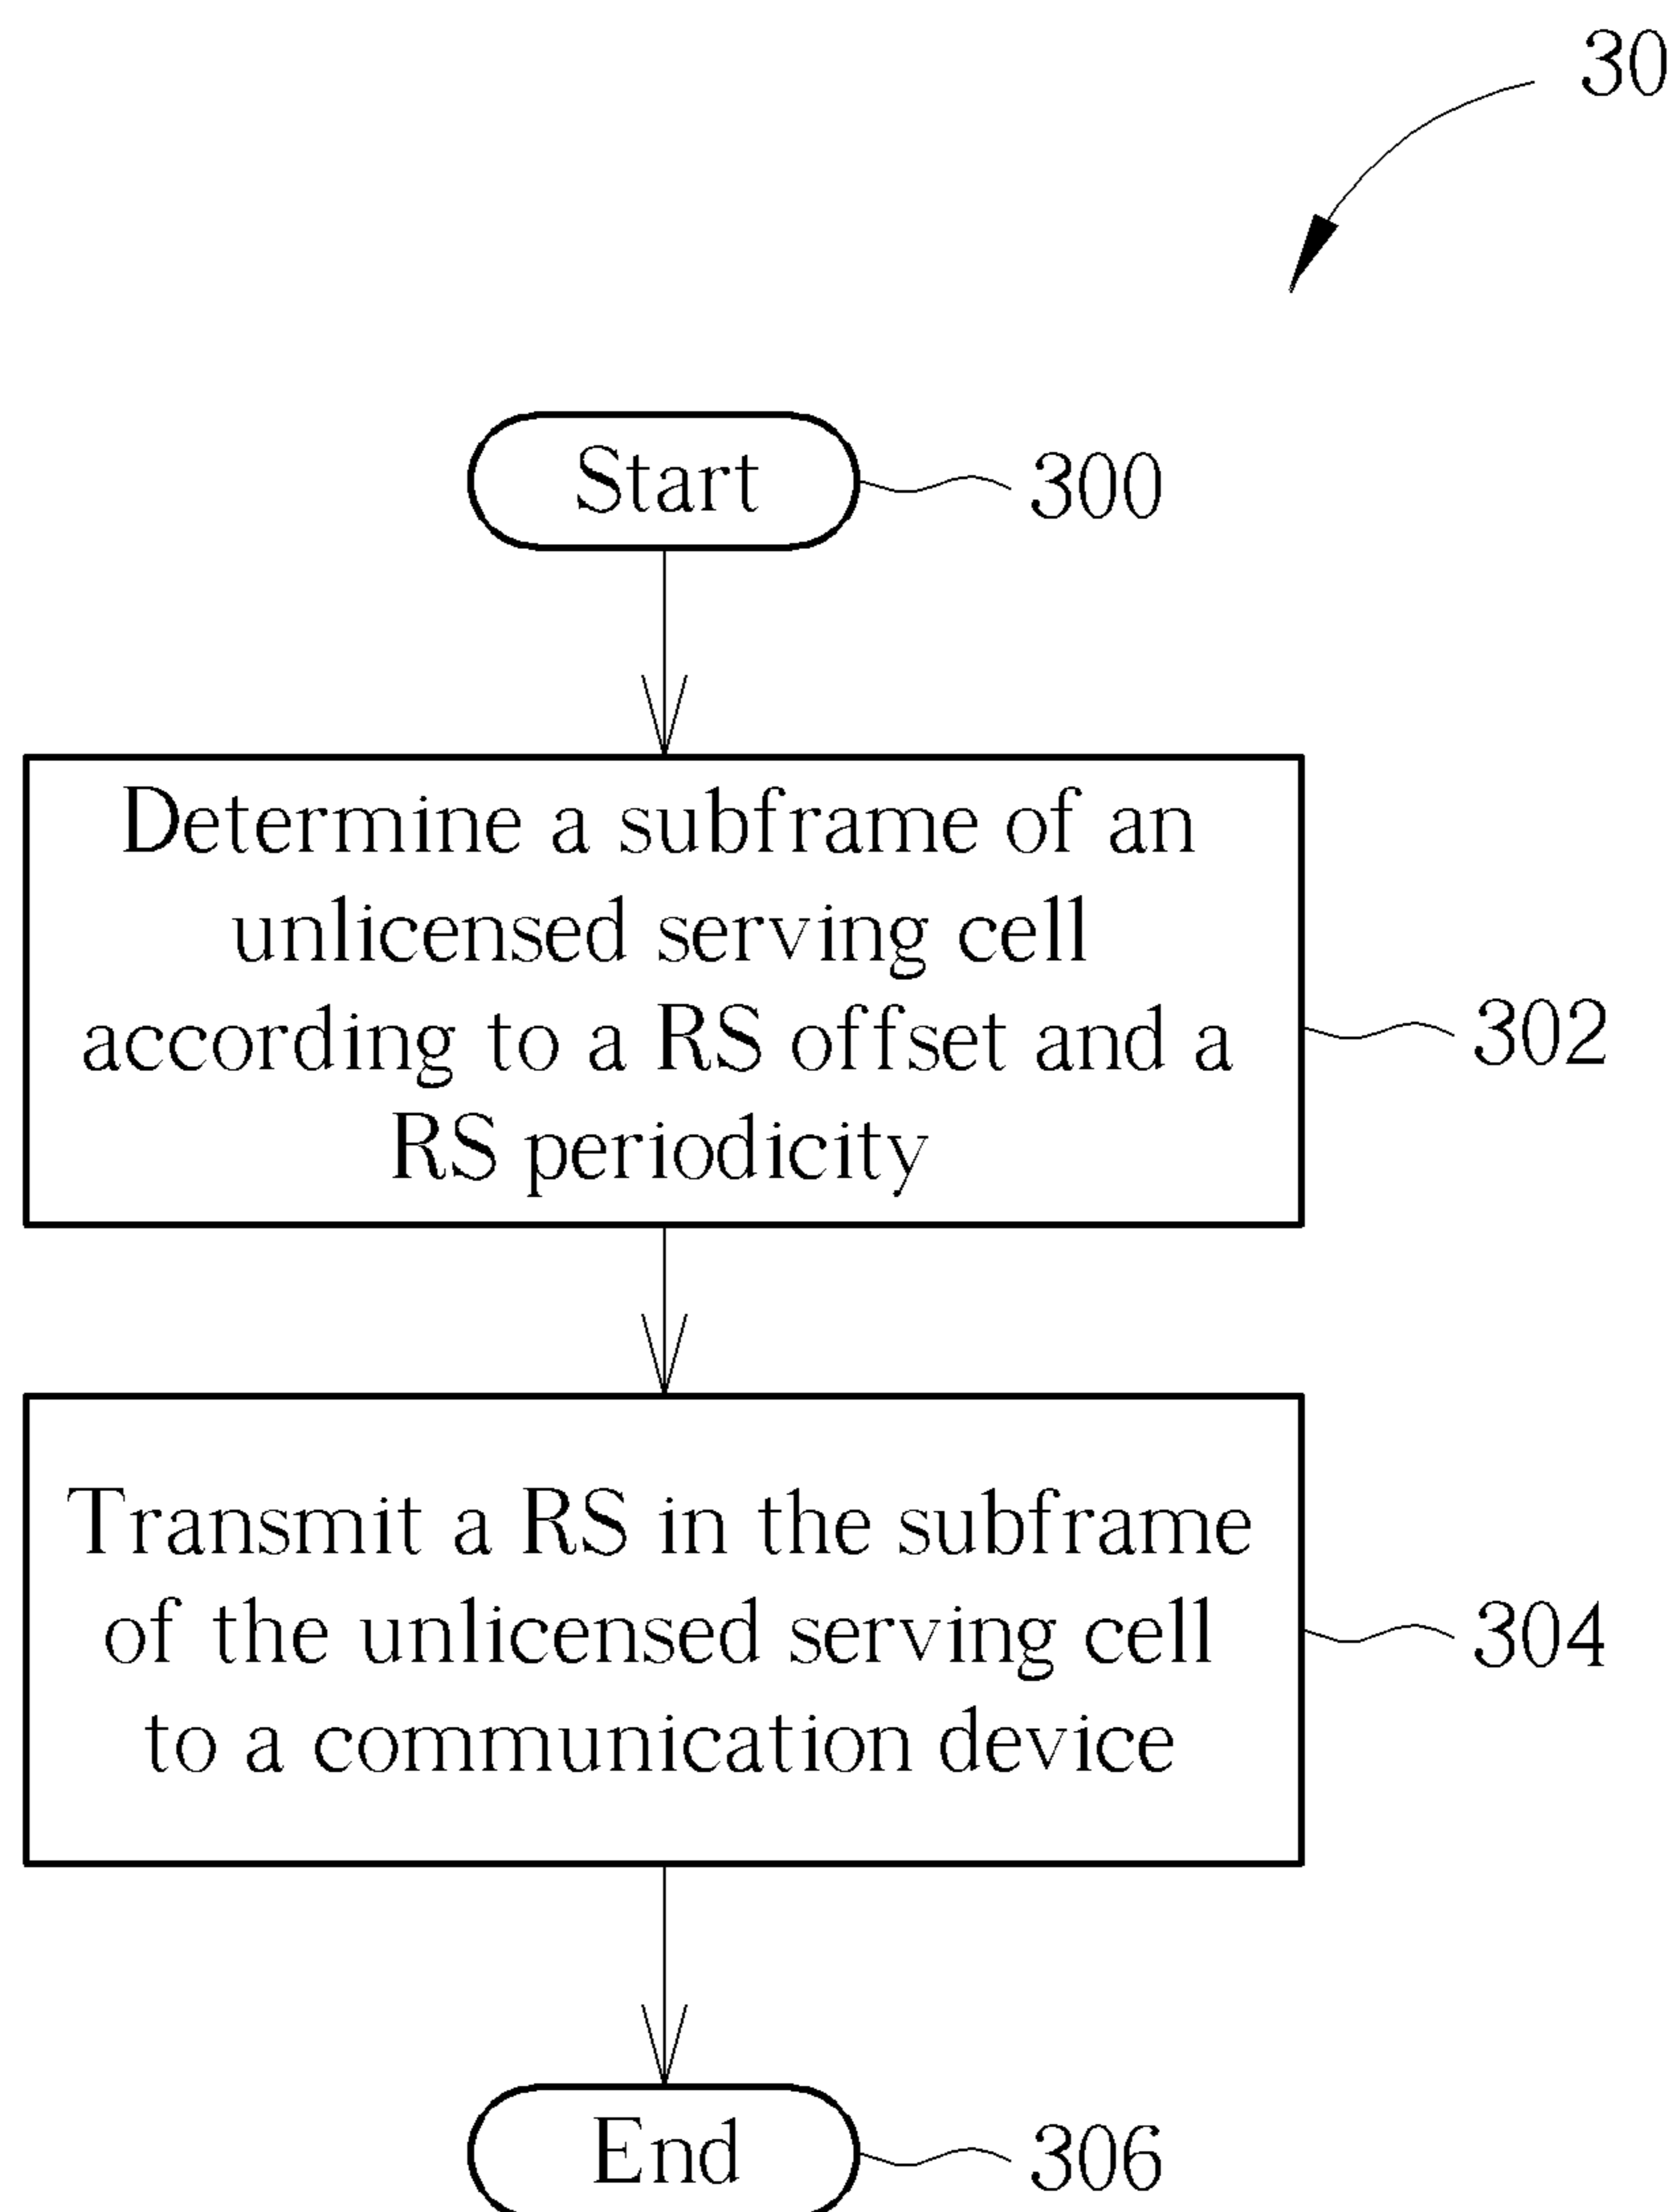 30
Start
300
Determine a subframe of an
unlicensed serving cell
according to a RS offset and a
RS periodicity
302
Transmit a RS in the subframe
of the unlicensed serving cell
to a communication device
304
End
306